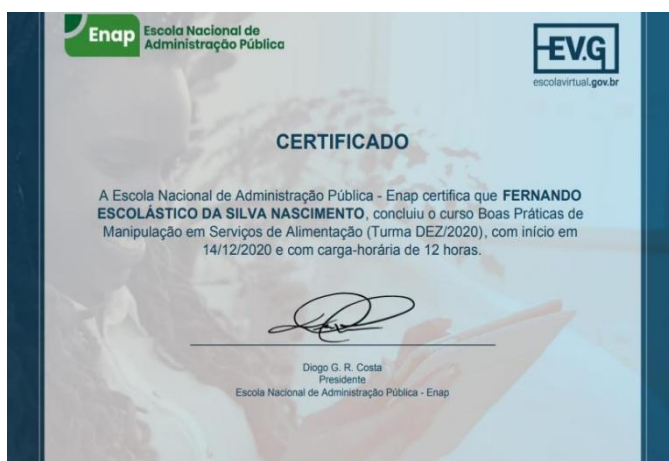 Enap
Escola Nacional de
Administração Pública
EV.G
escolavirtual.gov.br
CERTIFICADO
A Escola Nacional de Administração Pública - Enap certifica que FERNANDO
ESCOLÁSTICO DA SILVA NASCIMENTO, concluiu o curso Boas Práticas de
Manipulação em Serviços de Alimentação (Turma DEZ/2020), com início em
14/12/2020 e com carga-horária de 12 horas.
Diogo G. R. Costa
Presidente
Escola Nacional de Administração Pública - Enap